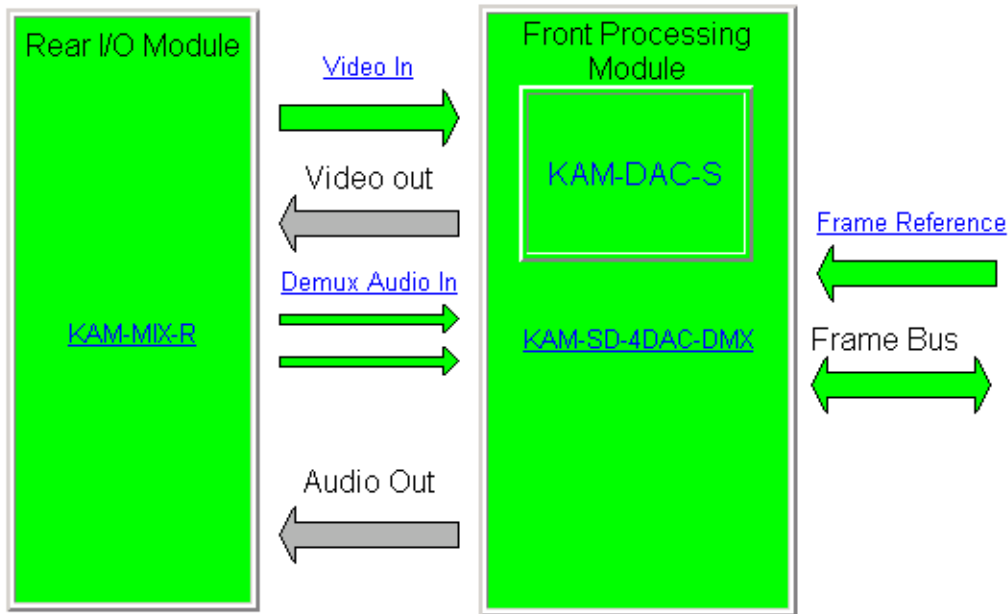 Rear I/O Module
KAM-MIX-R
Video In
Video out
Demux Audio In
Audio Out
Front Processing
Module
KAM-DAC-S
KAM-SD-4DAC-DMX
Frame Reference
Frame Bus